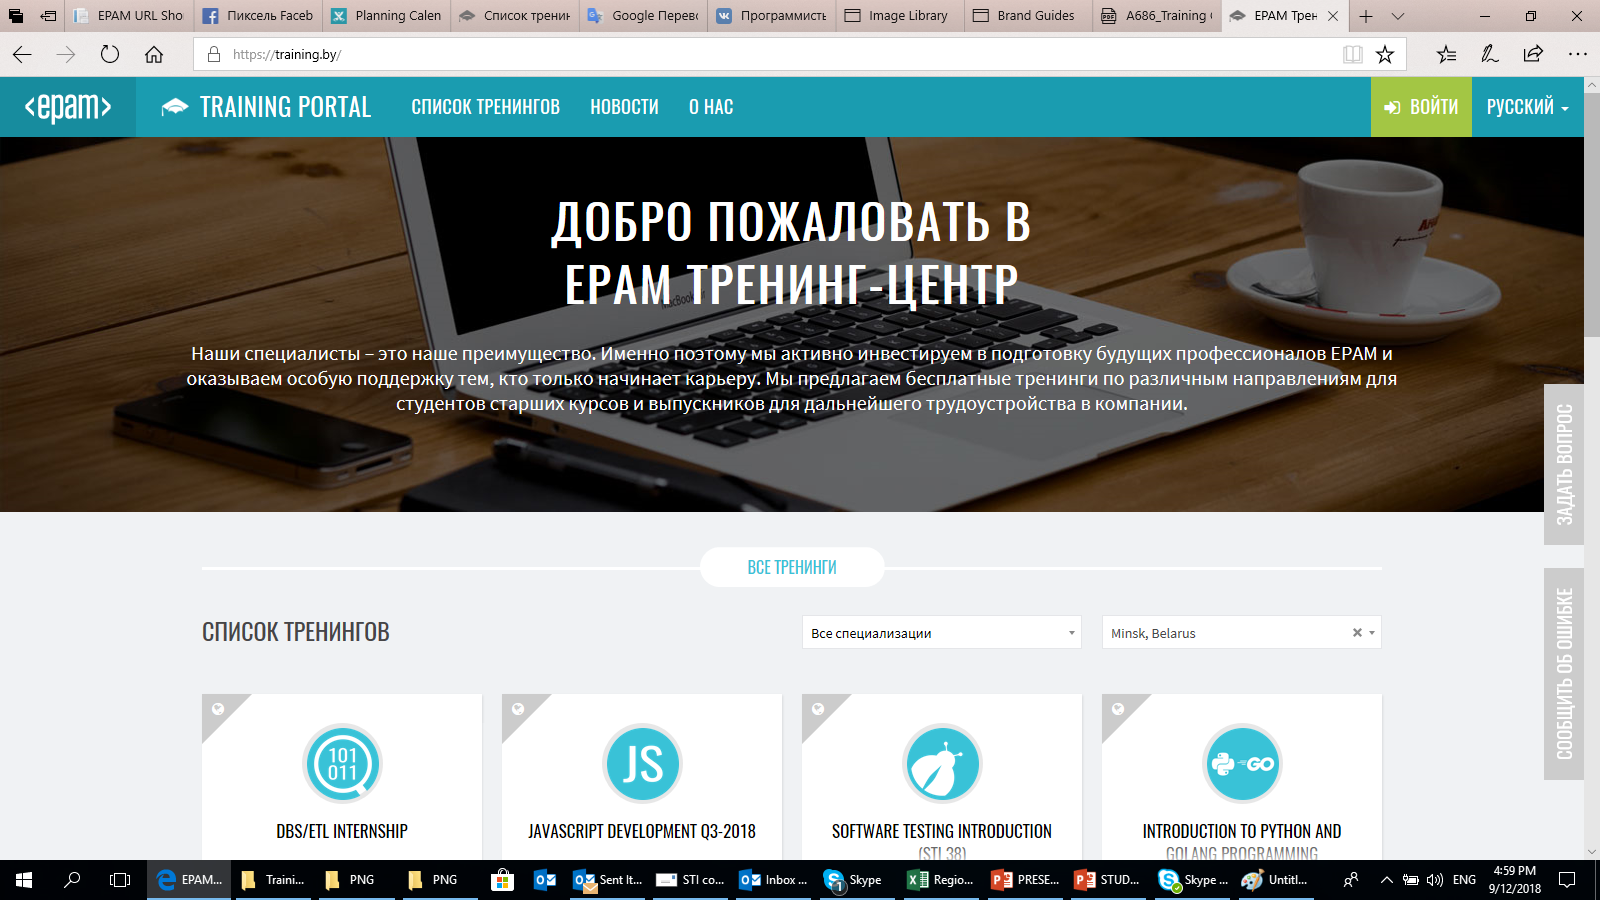 EPAM URL Sho
Пиксель Faceb
Planning Calen
Список тренин
Google Перево
Программисть
Image Library
Brand Guides
A686_Training
EPAM Трен
https://training.by/
<epam>
TRAINING PORTAL
СПИСОК ТРЕНИНГОВ
НОВОСТИ
О НАС
ВОЙТИ
РУССКИЙ
ДОБРО ПОЖАЛОВАТЬ В
EPAM ТРЕНИНГ-ЦЕНТР
Наши специалисты – это наше преимущество. Именно поэтому мы активно инвестируем в подготовку будущих профессионалов EPAM и
оказываем особую поддержку тем, кто только начинает карьеру. Мы предлагаем бесплатные тренинги по различным направлениям для
студентов старших курсов и выпускников для дальнейшего трудоустройства в компании.
ЗАДАТЬ ВОПРОС
СООБЩИТЬ ОБ ОШИБКЕ
ВСЕ ТРЕНИНГИ
СПИСОК ТРЕНИНГОВ
Все специализации
Minsk, Belarus
101
011
JS
GO
DBS/ETL INTERNSHIP
JAVASCRIPT DEVELOPMENT Q3-2018
SOFTWARE TESTING INTRODUCTION
(STI 38)
INTRODUCTION TO PYTHON AND
GOLANG PROGRAMMING
EPAM...
Traini...
PNG
PNG
Sent It...
STI co...
Inbox ...
Skype
Regio...
PRESE...
STUD...
Skype ...
Untitl...
ENG
4:59 PM
9/12/2018